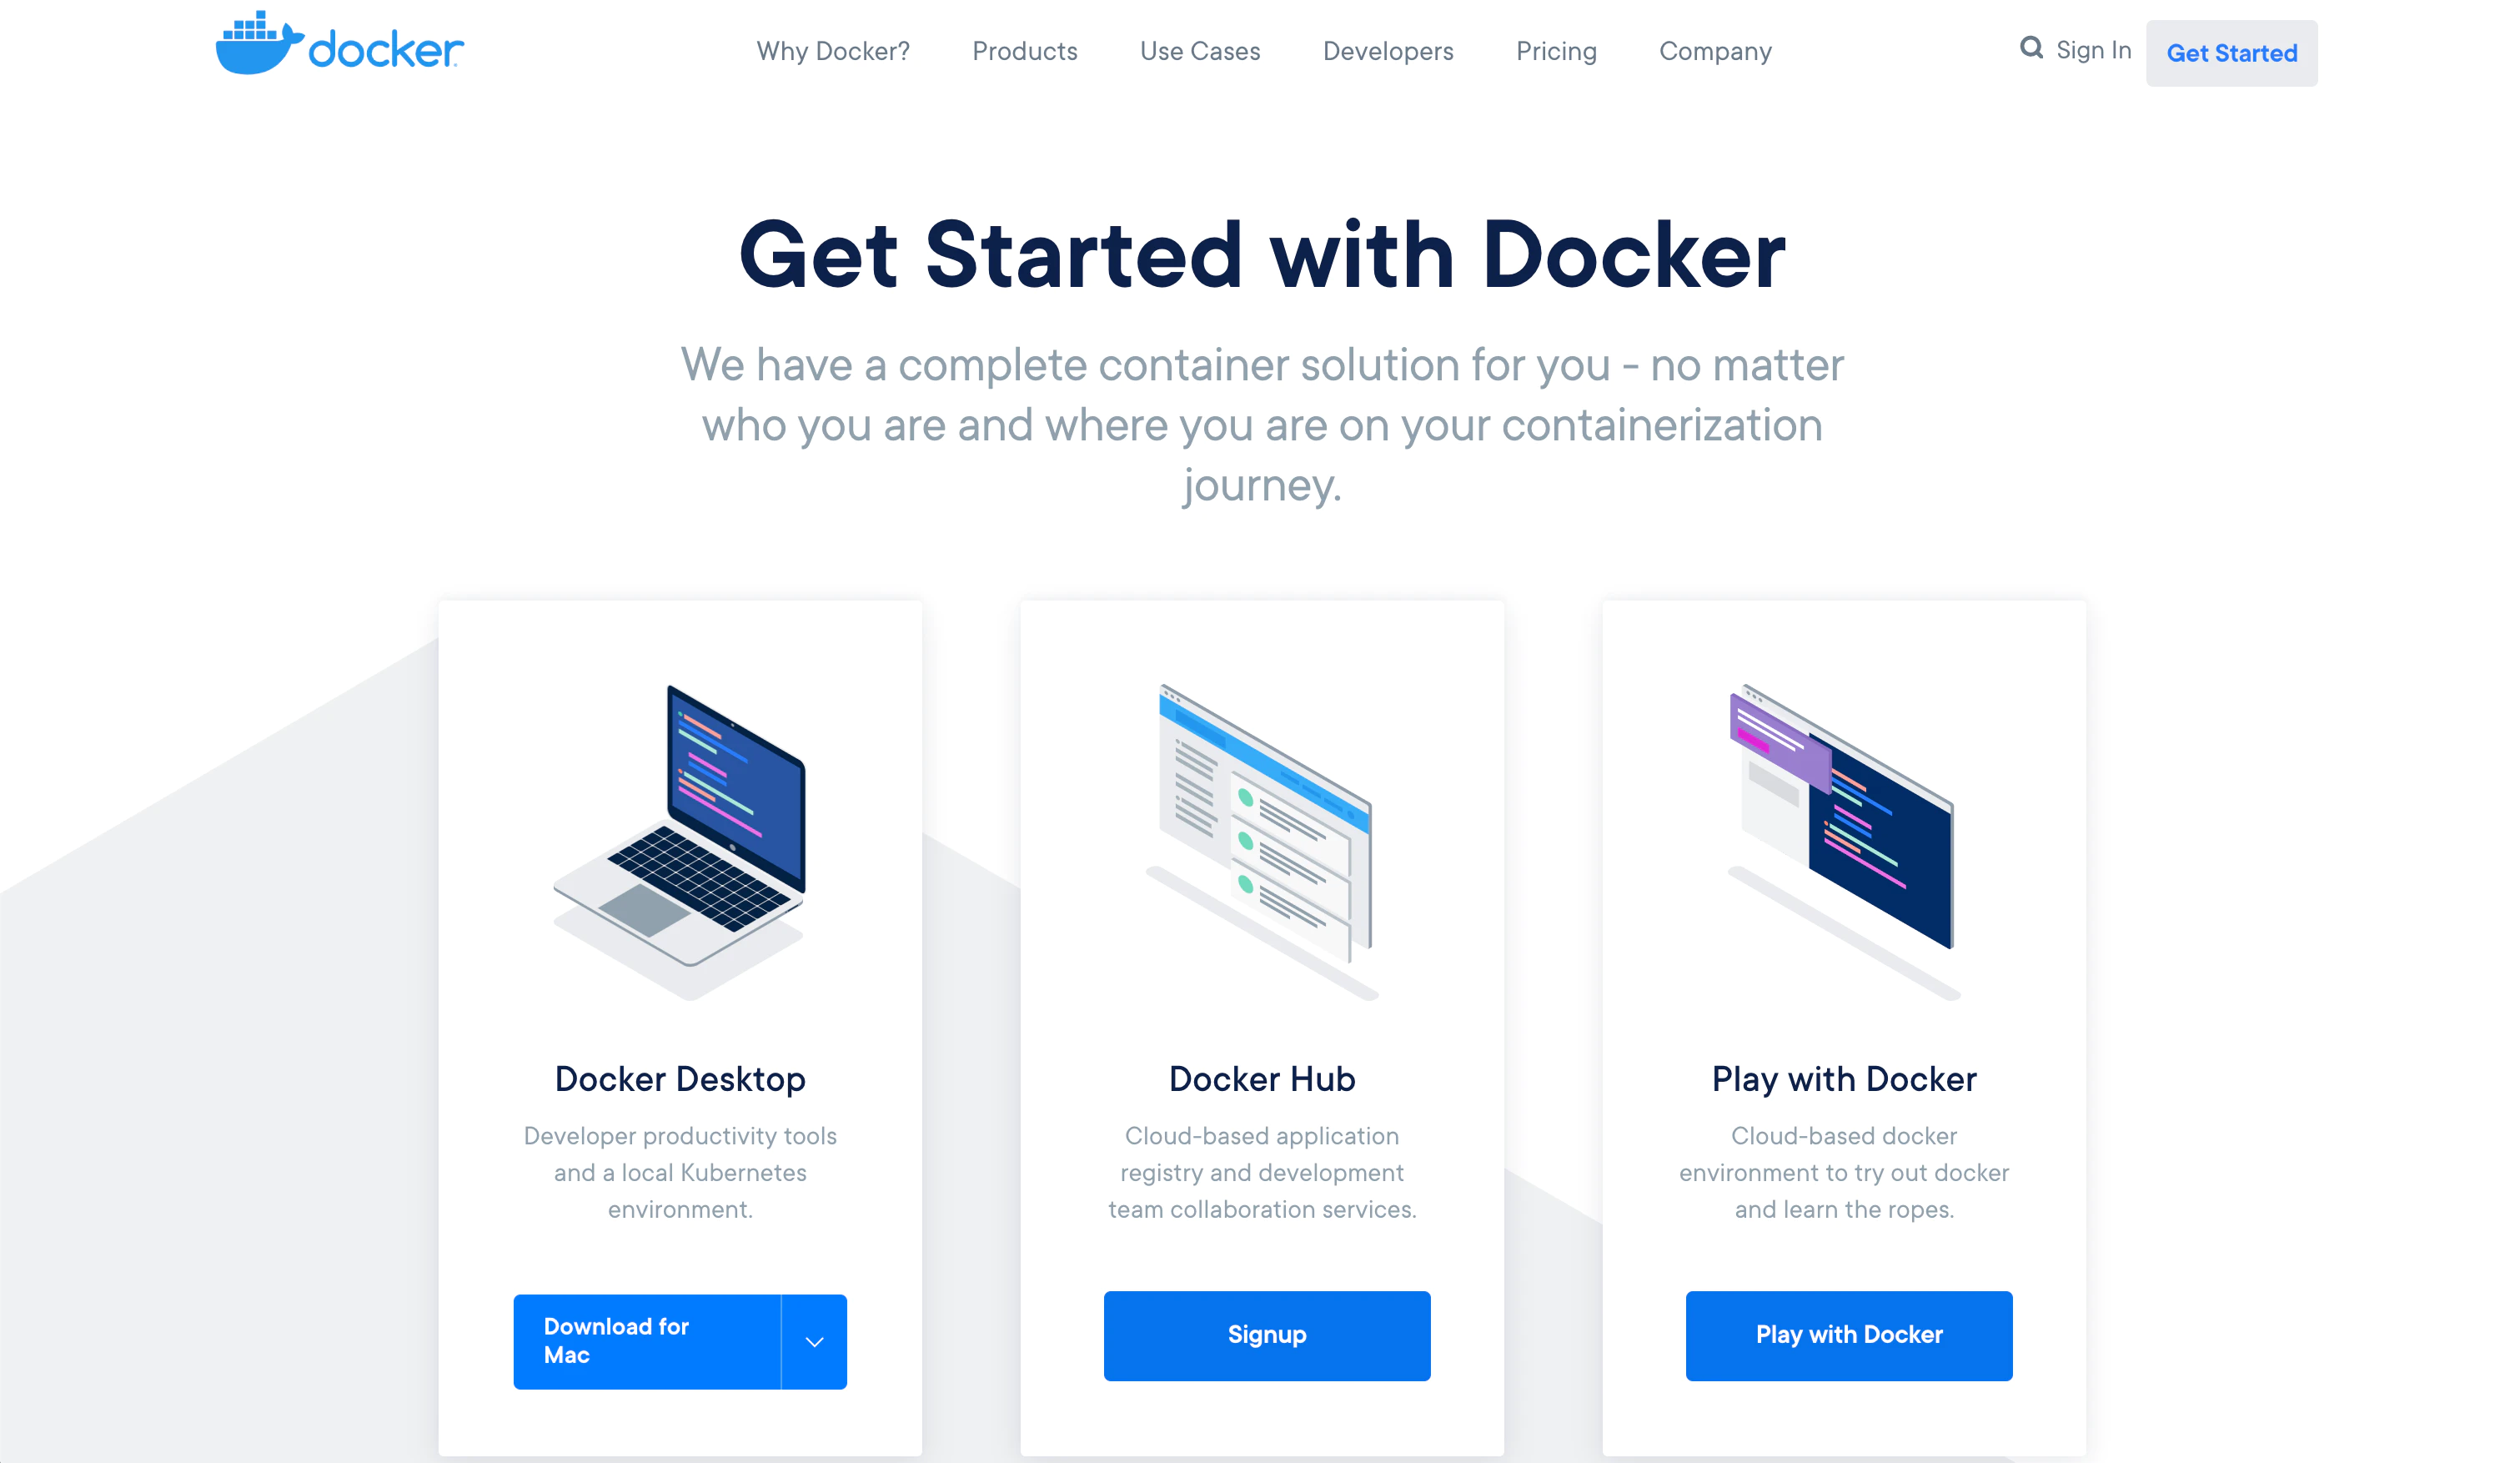 docker
Why Docker?
Products
Use Cases
Developers
Pricing
Company
Sign In
Get Started
Get Started with Docker
We have a complete container solution for you - no matter
who you are and where you are on your containerization
journey.
Docker Desktop
Developer productivity tools
and a local Kubernetes
environment.
Download for
Mac
Docker Hub
Cloud-based application
registry and development
team collaboration services.
Signup
Play with Docker
Cloud-based docker
environment to try out docker
and learn the ropes.
Play with Docker